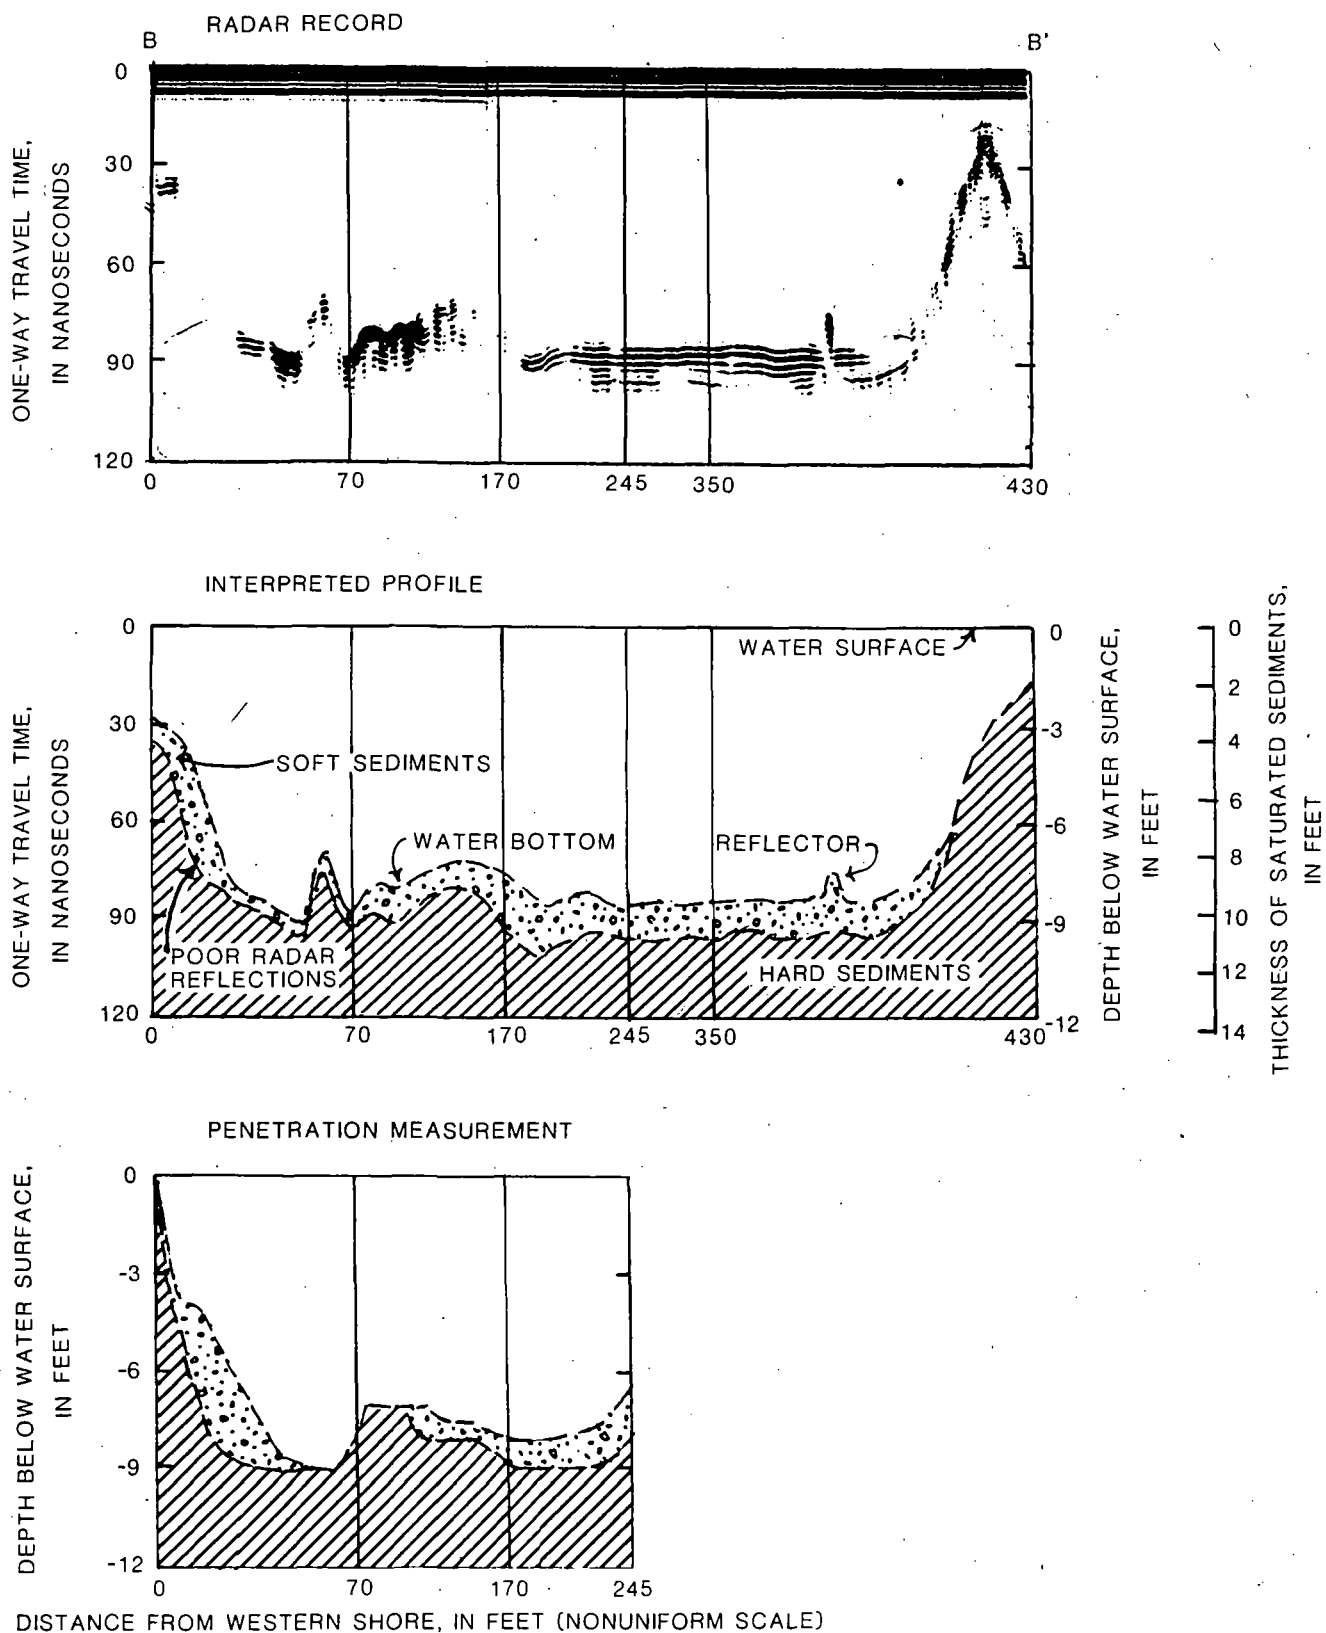 RADAR RECORD
B
B'
0
30
60
90
120
ONE-WAY TRAVEL TIME,
IN NANOSECONDS
0 70 170 245 350 430
INTERPRETED PROFILE
0
30
60
90
120
ONE-WAY TRAVEL TIME,
IN NANOSECONDS
WATER SURFACE
SOFT SEDIMENTS
WATER BOTTOM
REFLECTOR
POOR RADAR
REFLECTIONS
HARD SEDIMENTS
0
-3
-6
-9
-12
DEPTH BELOW WATER SURFACE,
IN FEET
0
2
4
6
8
10
12
14
THICKNESS OF SATURATED SEDIMENTS,
IN FEET
0 70 170 245 350 430
PENETRATION MEASUREMENT
0
-3
-6
-9
-12
DEPTH BELOW WATER SURFACE,
IN FEET
0 70 170 245
DISTANCE FROM WESTERN SHORE, IN FEET (NONUNIFORM SCALE)